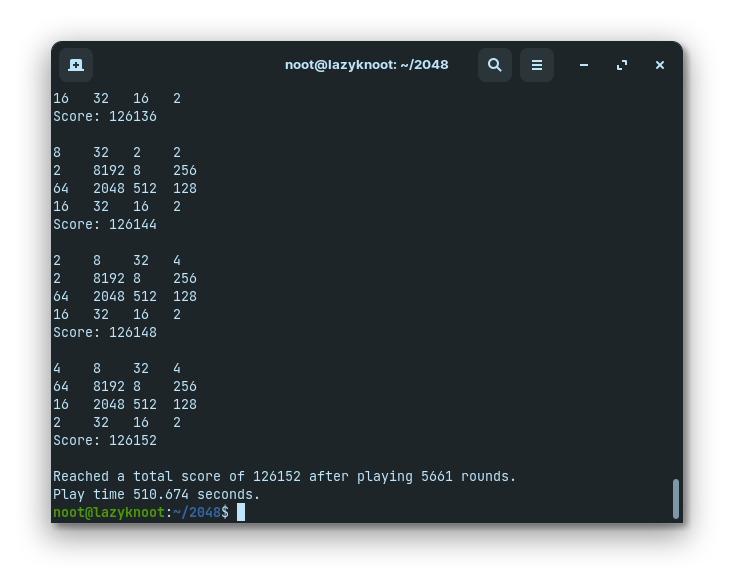 noot@lazyknoot: ~/2048
16 32 16 2
Score: 126136
8 32 2 2
2 8192 8 256
64 2048 512 128
16 32 16 2
Score: 126144
2 8 32 4
2 8192 8 256
64 2048 512 128
16 32 16 2
Score: 126148
4 8 32 4
64 8192 8 256
16 2048 512 128
2 32 16 2
Score: 126152
Reached a total score of 126152 after playing 5661 rounds.
Play time 510.674 seconds.
noot@lazyknoot:~/2048$